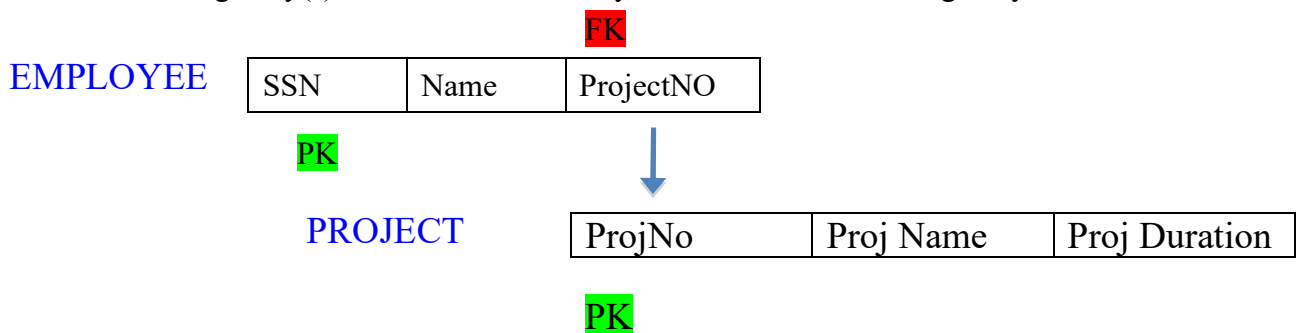 FK
EMPLOYEE SSN Name ProjectNO
PK
PROJECT ProjNo Proj Name Proj Duration
PK